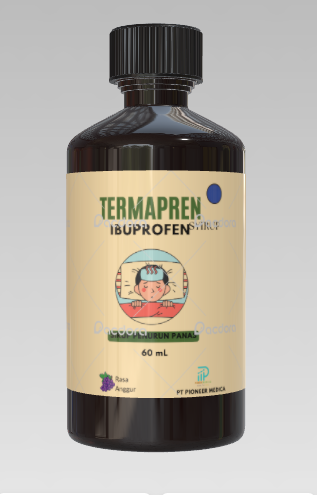 TERMAPREN
IBUPROFEN SYRUP
SIRUP PENURUN PANAS
60 mL
Rasa
Anggur
PT PIONEER MEDICA